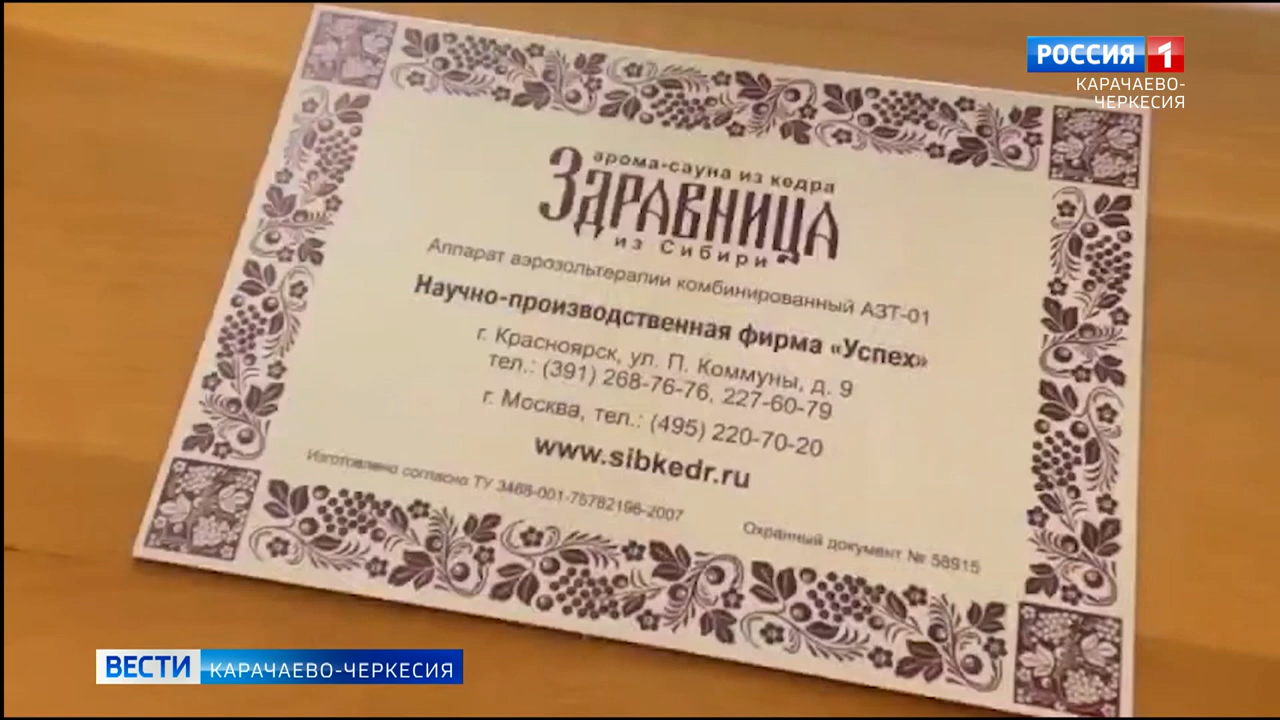 РОССИЯ 1
КАРАЧАЕВО-
ЧЕРКЕСИЯ
арома-сауна из кедра
ЗДРАВНИЦА
из Сибири
Аппарат аэрозольтерапии комбинированный АЗТ-01
Научно-производственная фирма «Успех»
г. Красноярск, ул. П. Коммуны, д. 9
тел.: (391) 268-76-76, 227-60-79
г. Москва, тел.: (495) 220-70-20
www.sibkedr.ru
Изготовлено согласно ТУ 3468-001-75782196-2007
Охранный документ № 58915
ВЕСТИ КАРАЧАЕВО-ЧЕРКЕСИЯ